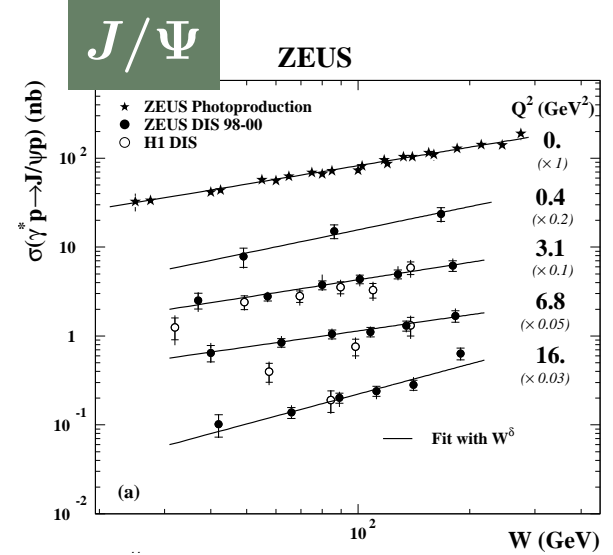 J/Ψ
ZEUS
σ(γ* p→J/ψp) (nb)
★ ZEUS Photoproduction
● ZEUS DIS 98-00
○ H1 DIS
Q² (GeV²)
0.
(× 1)
0.4
(× 0.2)
3.1
(× 0.1)
6.8
(× 0.05)
16.
(× 0.03)
10²
10
1
10⁻¹
10⁻²
Fit with W^δ
(a)
10²
W (GeV)